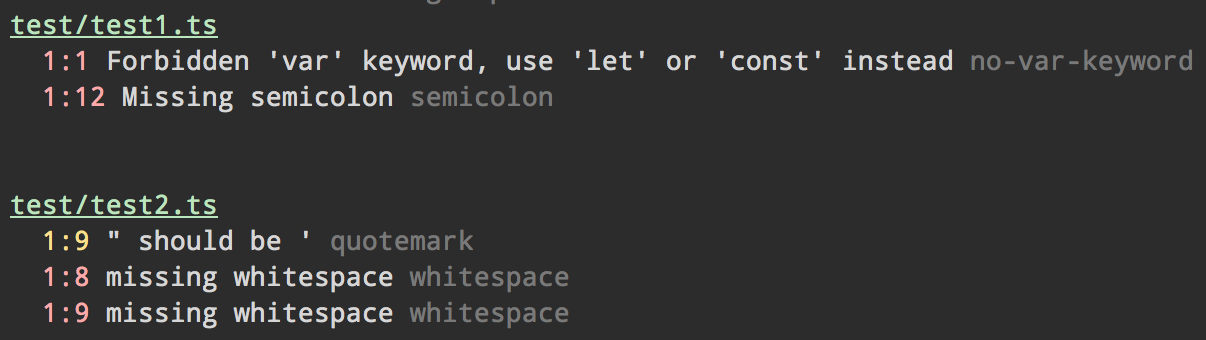 test/test1.ts
1:1 Forbidden 'var' keyword, use 'let' or 'const' instead no-var-keyword
1:12 Missing semicolon semicolon
test/test2.ts
1:9 " should be ' quotemark
1:8 missing whitespace whitespace
1:9 missing whitespace whitespace